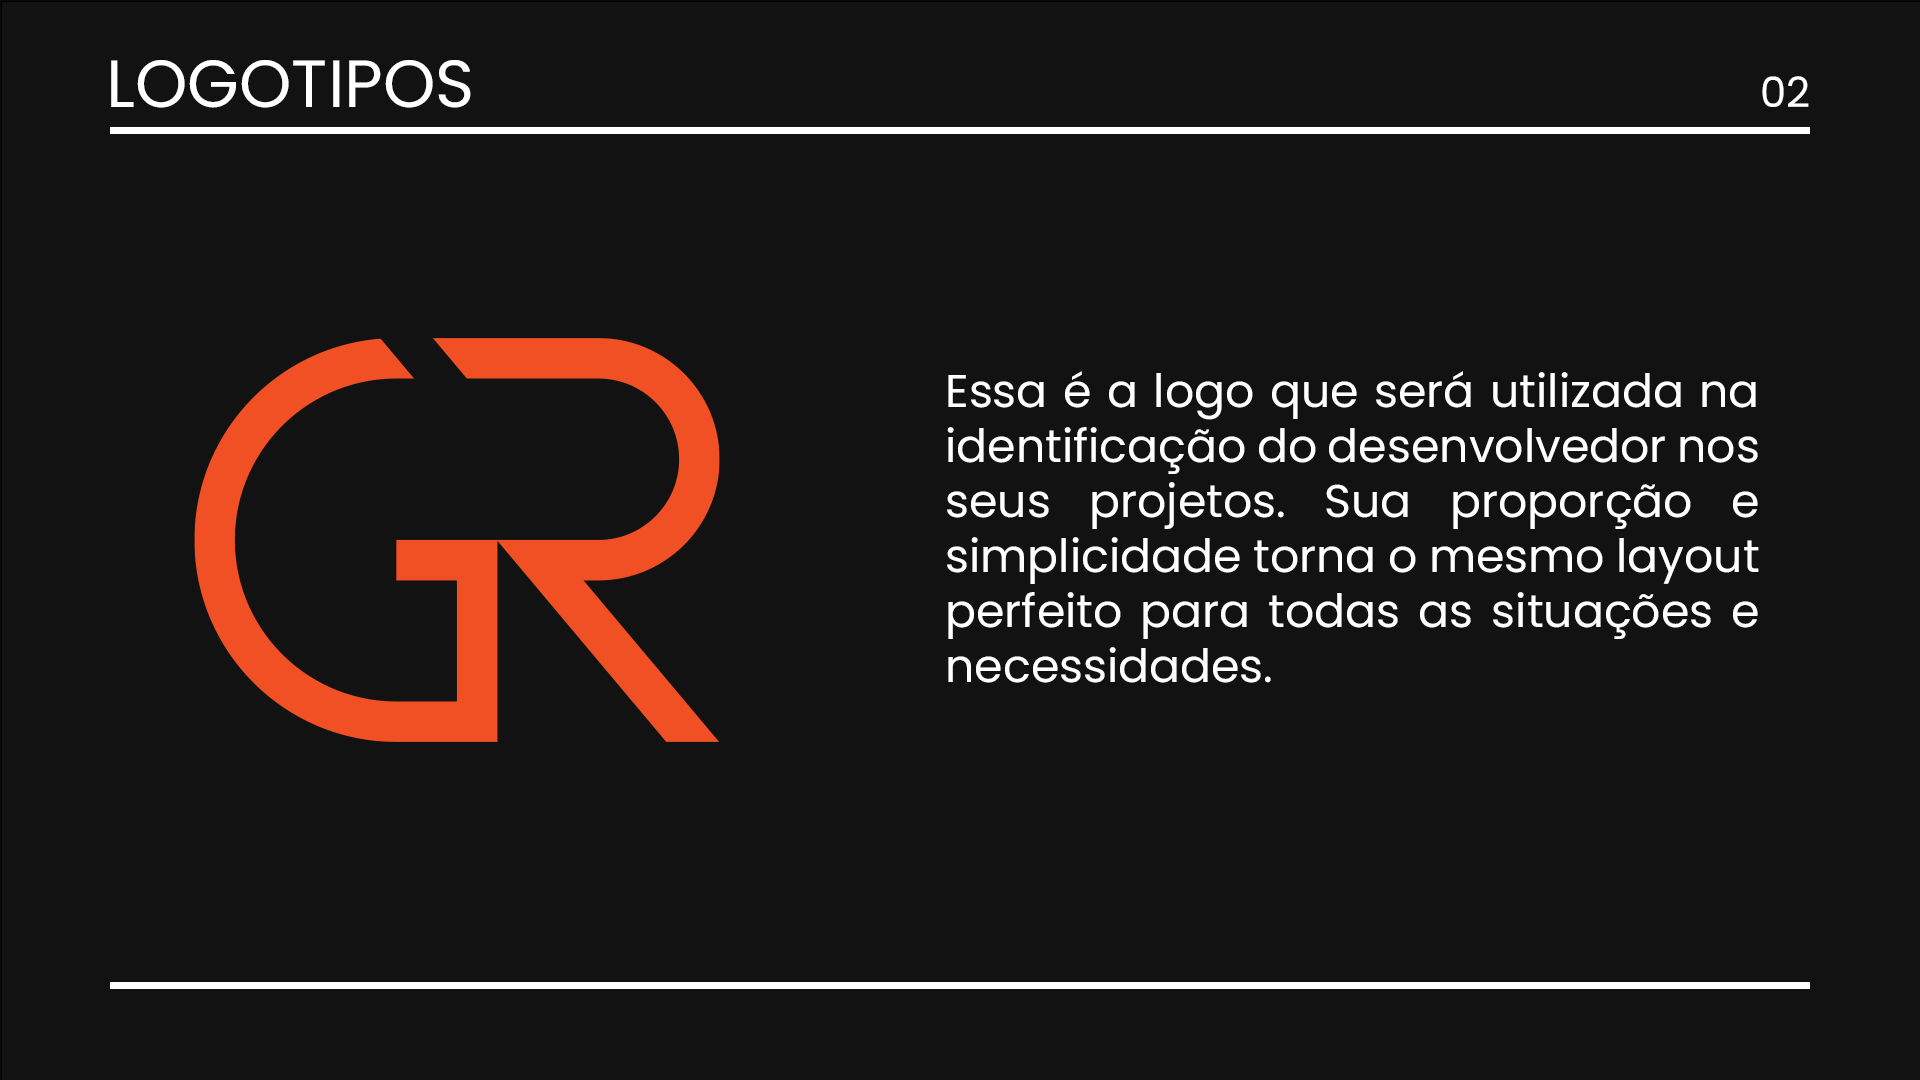 LOGOTIPOS
02
GR
Essa é a logo que será utilizada na
identificação do desenvolvedor nos
seus projetos. Sua proporção e
simplicidade torna o mesmo layout
perfeito para todas as situações e
necessidades.